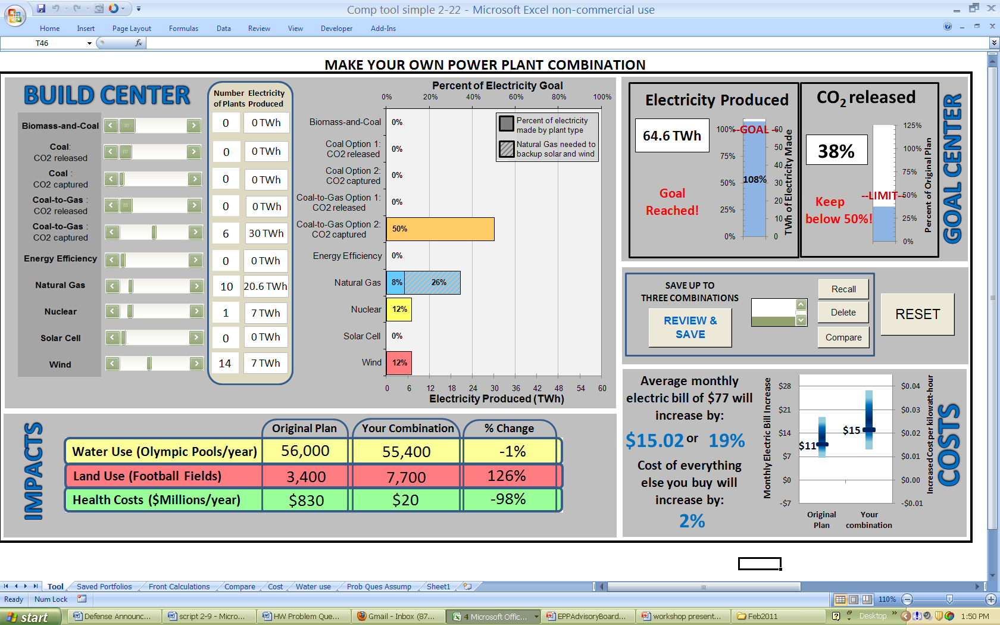 Comp tool simple 2-22 - Microsoft Excel non-commercial use
Home Insert Page Layout Formulas Data Review View Developer Add-Ins
T46 fx
MAKE YOUR OWN POWER PLANT COMBINATION
BUILD CENTER
Number of Plants
Electricity Produced
Biomass-and-Coal 0 0 TWh
Coal: CO2 released 0 0 TWh
Coal : CO2 captured 0 0 TWh
Coal-to-Gas : CO2 released 0 0 TWh
Coal-to-Gas : CO2 captured 6 30 TWh
Energy Efficiency 0 0 TWh
Natural Gas 10 20.6 TWh
Nuclear 1 7 TWh
Solar Cell 0 0 TWh
Wind 14 7 TWh
Percent of Electricity Goal
0% 20% 40% 60% 80% 100%
Percent of electricity
made by plant type
Natural Gas needed to
backup solar and wind
Biomass-and-Coal 0%
Coal Option 1:
CO2 released 0%
Coal Option 2:
CO2 captured 0%
Coal-to-Gas Option 1:
CO2 released 0%
Coal-to-Gas Option 2:
CO2 captured 50%
Energy Efficiency 0%
Natural Gas 8% 26%
Nuclear 12%
Solar Cell 0%
Wind 12%
0 6 12 18 24 30 36 42 48 54 60
Electricity Produced (TWh)
GOAL CENTER
Electricity Produced
64.6 TWh
Goal
Reached!
100% --GOAL -- 60
50
75%
40
50% 108% 30
20
25%
10
0% 0
TWh of Electricity Made
CO2 released
38%
Keep
below 50%!
--LIMIT--
125%
100%
75%
50%
25%
0%
Percent of Original Plan
SAVE UP TO
THREE COMBINATIONS
REVIEW &
SAVE
Recall
Delete
Compare
RESET
IMPACTS
Original Plan Your Combination % Change
Water Use (Olympic Pools/year) 56,000 55,400 -1%
Land Use (Football Fields) 3,400 7,700 126%
Health Costs ($Millions/year) $830 $20 -98%
COSTS
Average monthly
electric bill of $77 will
increase by:
$15.02 or 19%
Cost of everything
else you buy will
increase by:
2%
Monthly Electric Bill Increase
$28 $0.04
$21 $0.03
$14 $15 $0.02
$11
$7 $0.01
$0 $0.00
-$7 -$0.01
Increased Cost per kilowatt-hour
Original
Plan
Your
combination
Tool Saved Portfolios Front Calculations Compare Cost Water use Prob Ques Assump Sheet1
Ready Num Lock 110%
start Defense Announc... script 2-9 - Micro... HW Problem Que... Gmail - Inbox (87... 4 Microsoft Offic... EPPAdvisoryBoard... workshop present... Feb2011 Desktop 1:50 PM